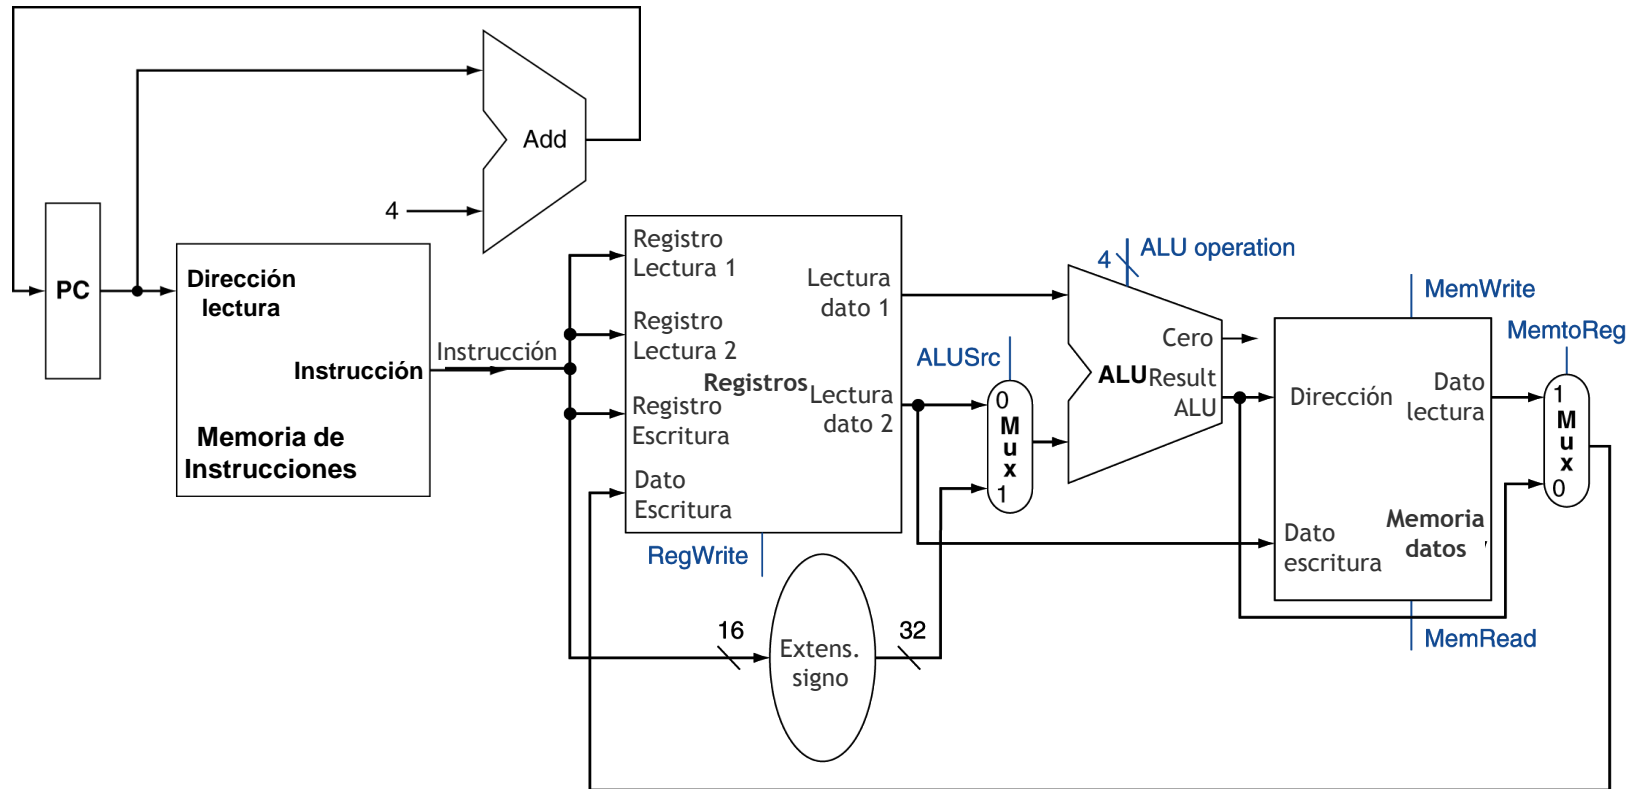 Add
4
PC
Dirección
lectura
Instrucción
Memoria de
Instrucciones
Instrucción
Registro
Lectura 1
Registro
Lectura 2
Registros
Registro
Escritura
Dato
Escritura
Lectura
dato 1
Lectura
dato 2
RegWrite
16
Extens.
signo
32
ALUSrc
0
M
u
x
1
4
ALU operation
Cero
ALU
Result
ALU
MemWrite
Dirección
Dato
lectura
Dato
escritura
Memoria
datos
MemRead
MemtoReg
1
M
u
x
0